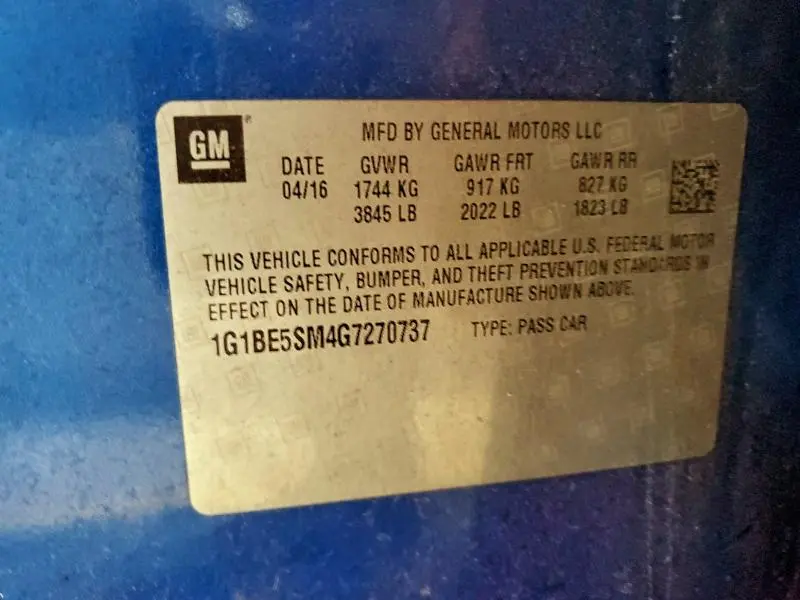 GM®
MFD BY GENERAL MOTORS LLC
DATE GVWR GAWR FRT GAWR RR
04/16 1744 KG 917 KG 827 KG
3845 LB 2022 LB 1823 LB
THIS VEHICLE CONFORMS TO ALL APPLICABLE U.S. FEDERAL MOTOR
VEHICLE SAFETY, BUMPER, AND THEFT PREVENTION STANDARDS IN
EFFECT ON THE DATE OF MANUFACTURE SHOWN ABOVE.
1G1BE5SM4G7270737 TYPE: PASS CAR